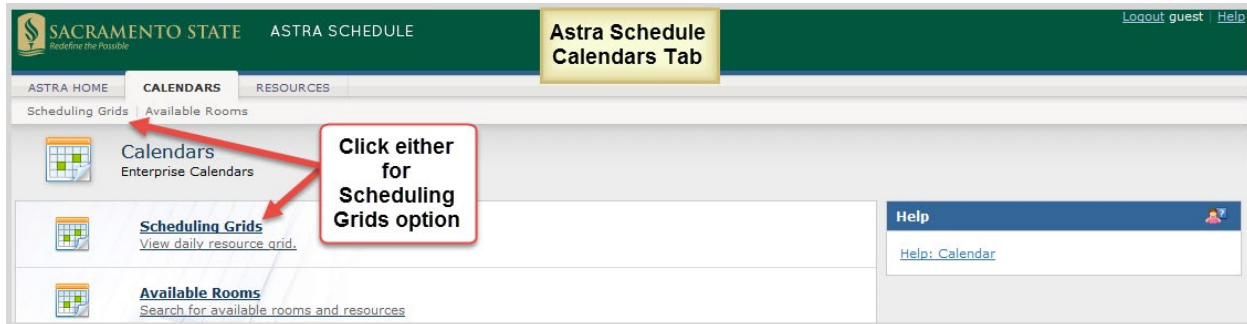 SACRAMENTO STATE
Redefine the Possible
ASTRA SCHEDULE
Astra Schedule
Calendars Tab
Logout guest | Help
ASTRA HOME CALENDARS RESOURCES
Scheduling Grids | Available Rooms
Calendars
Enterprise Calendars
Click either
for
Scheduling
Grids option
Scheduling Grids
View daily resource grid.
Available Rooms
Search for available rooms and resources
Help
Help: Calendar